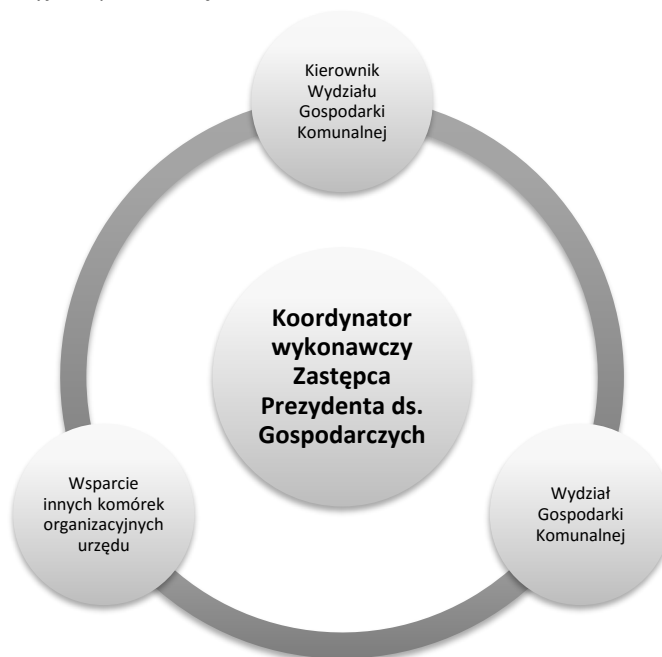 Kierownik
Wydziału
Gospodarki
Komunalnej
Koordynator
wykonawczy
Zastępca
Prezydenta ds.
Gospodarczych
Wsparcie
innych komórek
organizacyjnych
urzędu
Wydział
Gospodarki
Komunalnej